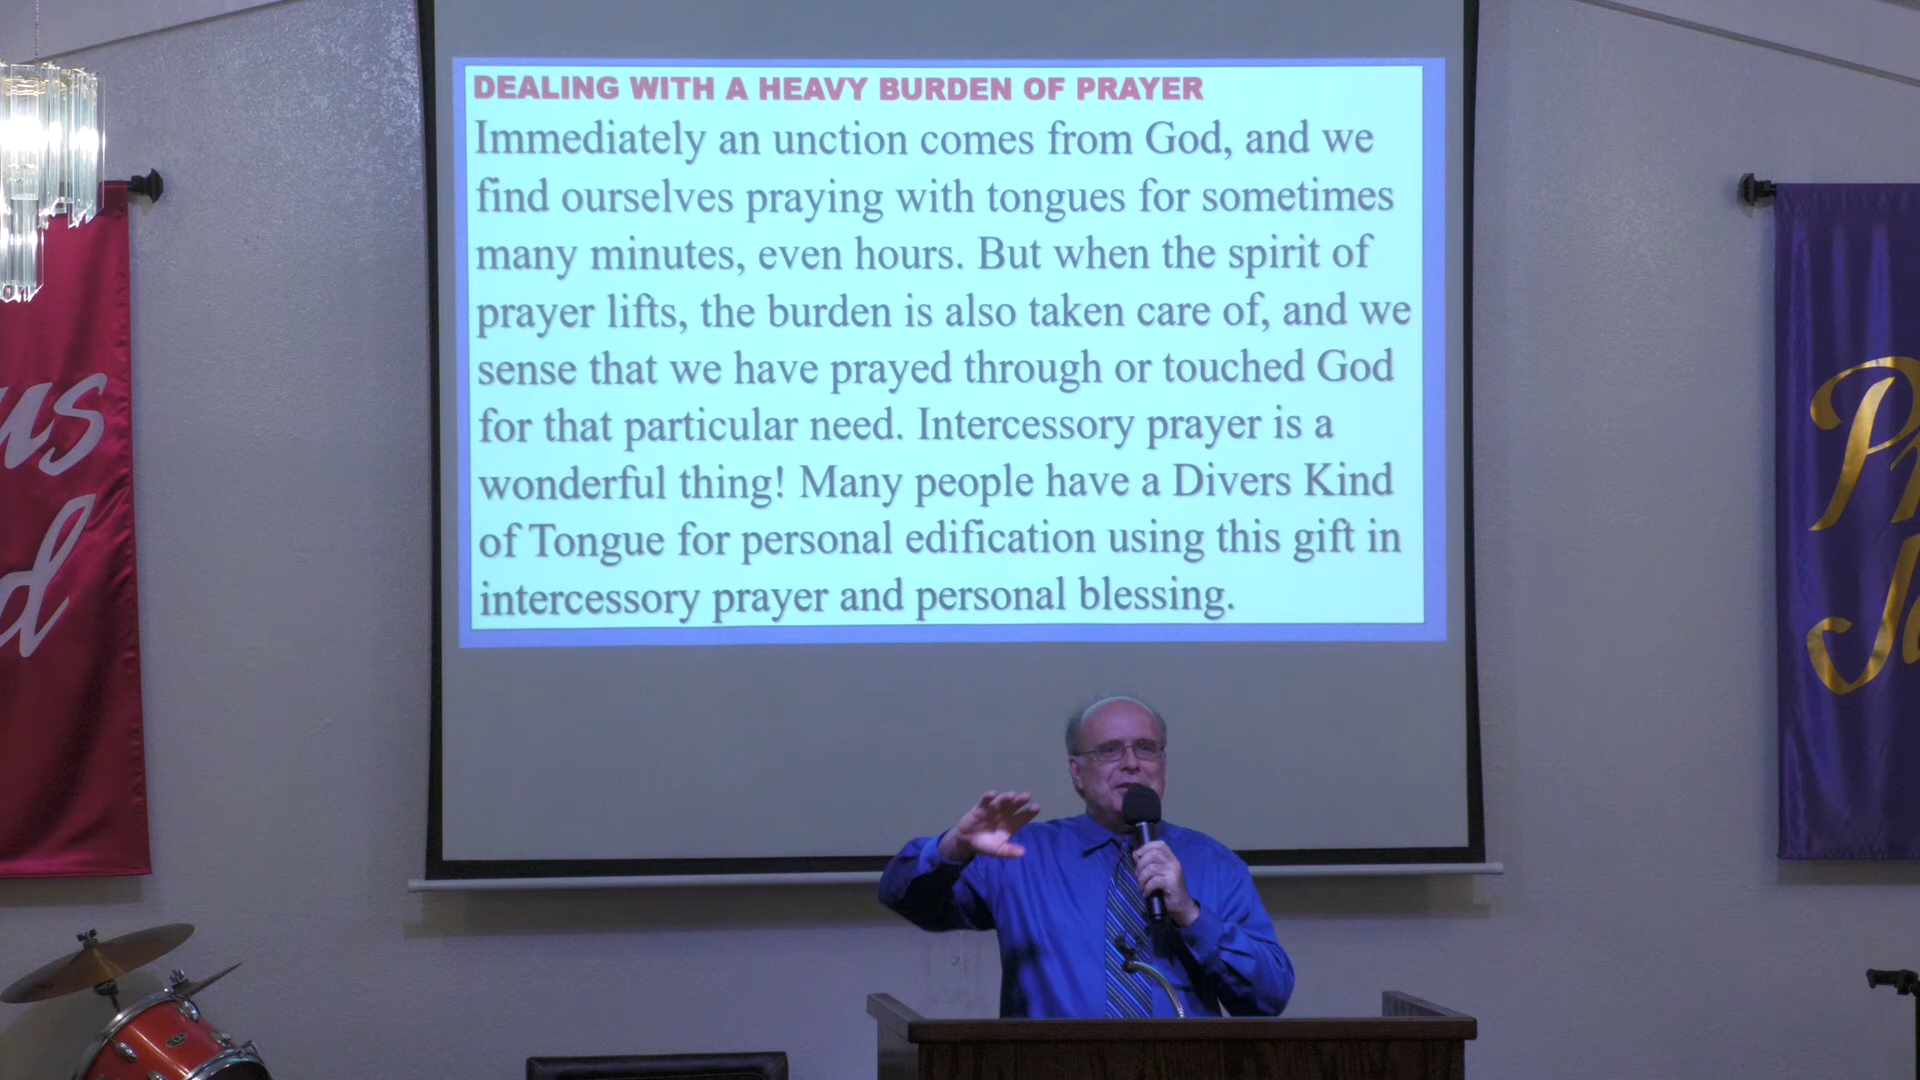 DEALING WITH A HEAVY BURDEN OF PRAYER
Immediately an unction comes from God, and we
find ourselves praying with tongues for sometimes
many minutes, even hours. But when the spirit of
prayer lifts, the burden is also taken care of, and we
sense that we have prayed through or touched God
for that particular need. Intercessory prayer is a
wonderful thing! Many people have a Divers Kind
of Tongue for personal edification using this gift in
intercessory prayer and personal blessing.
us
d